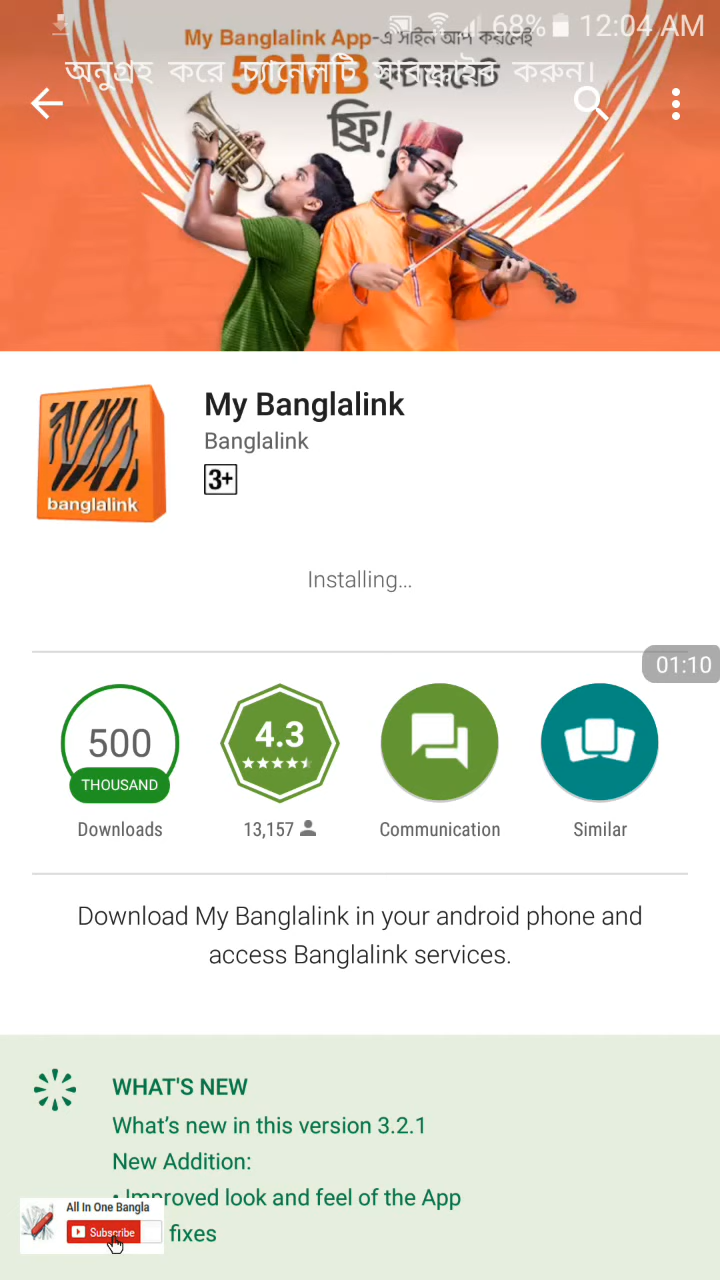 68% 12:04 AM
My Banglalink App-এ সাইন আপ করলেই
অনুগ্রহ করে চ্যানেলটি সাবস্ক্রাইব করুন।
50MB ইন্টারনেট
ফ্রি!
My Banglalink
Banglalink
3+
banglalink
Installing...
01:10
500
THOUSAND
4.3
Downloads
13,157
Communication
Similar
Download My Banglalink in your android phone and
access Banglalink services.
WHAT'S NEW
What's new in this version 3.2.1
New Addition:
• Improved look and feel of the App
fixes
All In One Bangla
Subscribe